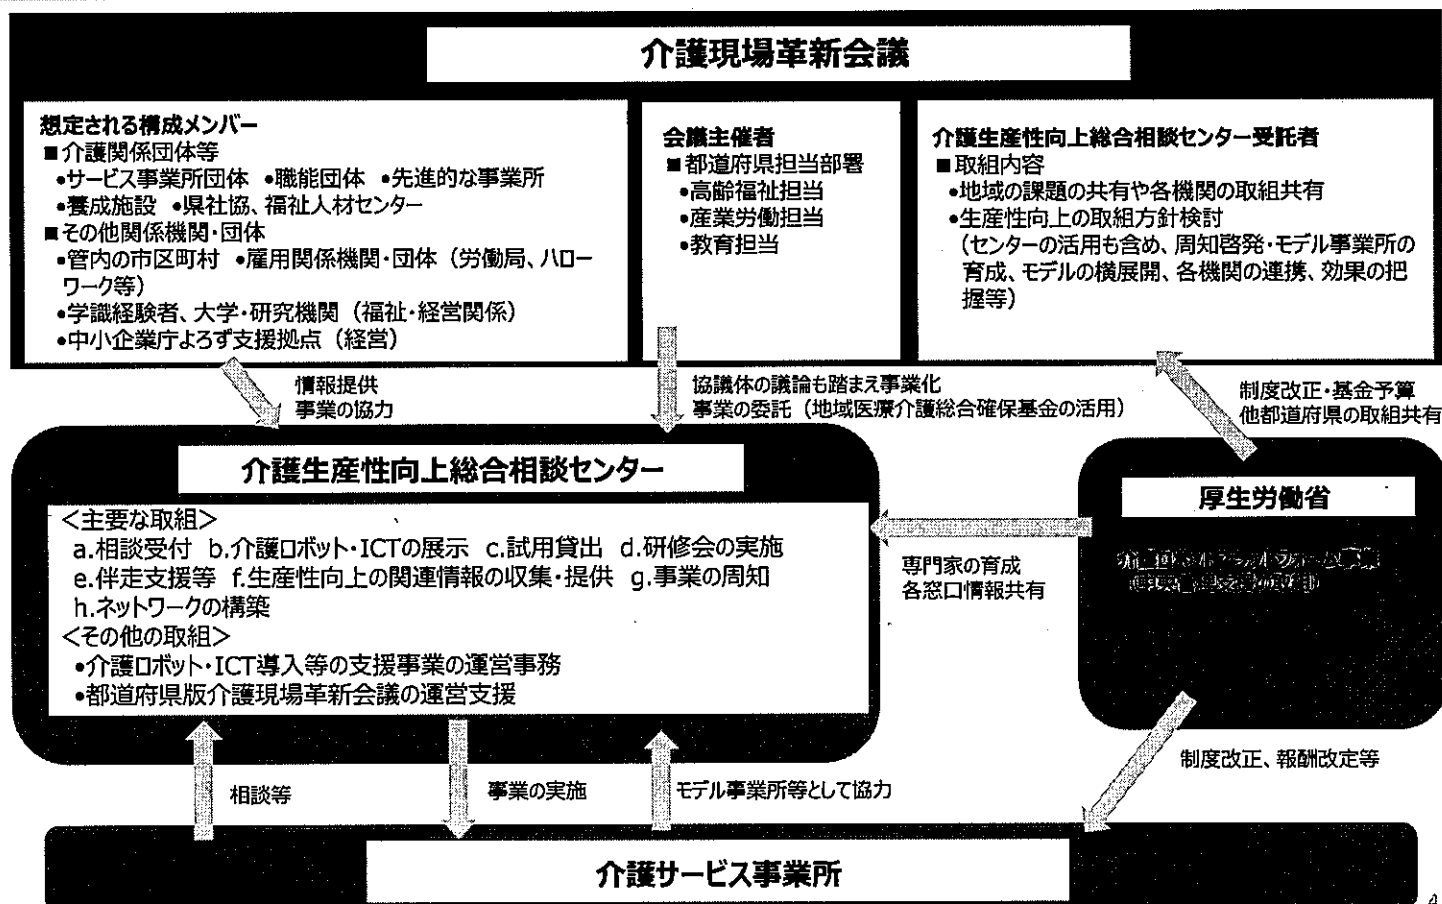 介護現場革新会議
想定される構成メンバー
■介護関係団体等
●サービス事業所団体 ●職能団体 ●先進的な事業所
●養成施設 ●県社協、福祉人材センター
■その他関係機関・団体
●管内の市区町村 ●雇用関係機関・団体（労働局、ハロー
ワーク等）
●学識経験者、大学・研究機関（福祉・経営関係）
●中小企業庁よろず支援拠点（経営）
会議主催者
■都道府県担当部署
●高齢福祉担当
●産業労働担当
●教育担当
介護生産性向上総合相談センター受託者
■取組内容
●地域の課題の共有や各機関の取組共有
●生産性向上の取組方針検討
（センターの活用も含め、周知啓発・モデル事業所の
育成、モデルの横展開、各機関の連携、効果の把
握等）
情報提供
事業の協力
協議体の議論も踏まえ事業化
事業の委託（地域医療介護総合確保基金の活用）
制度改正・基金予算
他都道府県の取組共有
介護生産性向上総合相談センター
＜主要な取組＞
a.相談受付 b.介護ロボット・ICTの展示 c.試用貸出 d.研修会の実施
e.伴走支援等 f.生産性向上の関連情報の収集・提供 g.事業の周知
h.ネットワークの構築
＜その他の取組＞
●介護ロボット・ICT導入等の支援事業の運営事務
●都道府県版介護現場革新会議の運営支援
専門家の育成
各窓口情報共有
厚生労働省
介護ロボットプラットフォーム事業
相談等
事業の実施
モデル事業所等として協力
制度改正、報酬改定等
介護サービス事業所
4